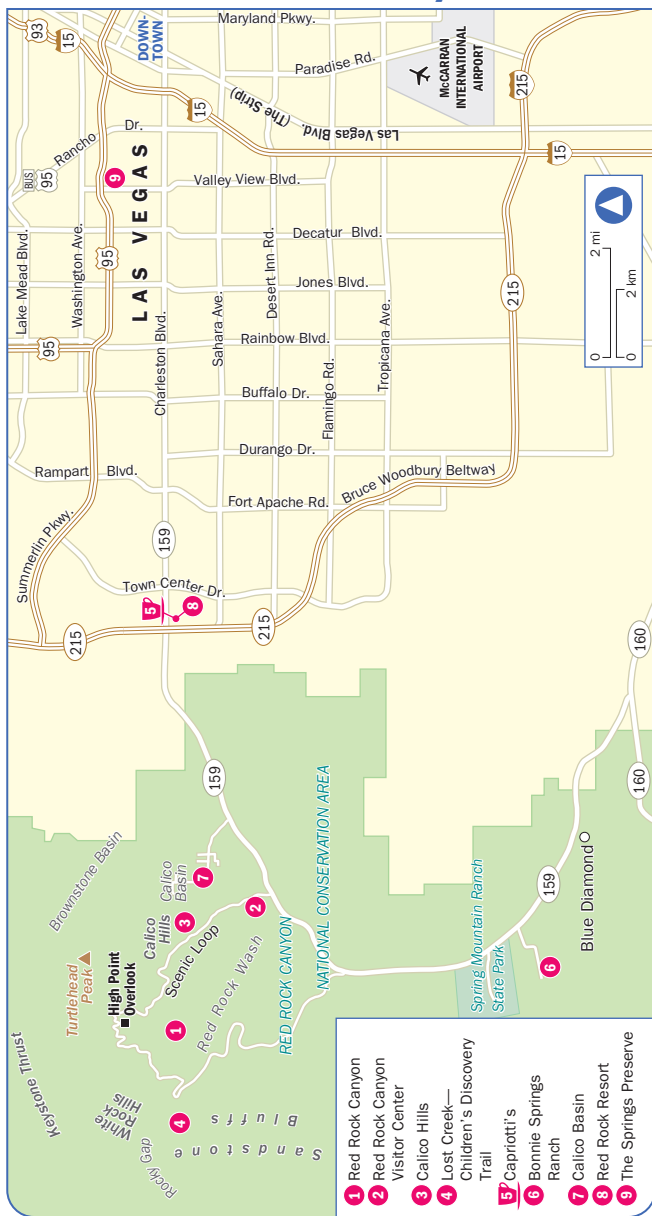 Maryland Pkwy.
Paradise Rd.
McCARRAN
INTERNATIONAL
AIRPORT
DOWN-
TOWN
93
15
15
215
15
Las Vegas Blvd. (The Strip)
Rancho Dr.
BUS
95
9
Valley View Blvd.
LAS VEGAS
Lake Mead Blvd.
Washington Ave.
95
Decatur Blvd.
Desert Inn Rd.
Jones Blvd.
215
95
Charleston Blvd.
Sahara Ave.
Rainbow Blvd.
Tropicana Ave.
Flamingo Rd.
Buffalo Dr.
Durango Dr.
Rampart Blvd.
Fort Apache Rd.
Bruce Woodbury Beltway
Summerlin Pkwy.
159
Town Center Dr.
5
8
215
215
0 2 mi
0 2 km
160
160
159
159
Brownstone Basin
Calico
Basin
7
Calico
Hills
3
2
Scenic Loop
Turtlehead
Peak
High Point
Overlook
1
Red Rock Wash
RED ROCK CANYON
NATIONAL CONSERVATION AREA
Keystone Thrust
White
Rock
Hills
Rocky Gap
4
Sandstone
Bluffs
Spring Mountain Ranch
State Park
6
Blue Diamond
1 Red Rock Canyon
2 Red Rock Canyon
Visitor Center
3 Calico Hills
4 Lost Creek—
Children's Discovery
Trail
5 Capriotti's
6 Bonnie Springs
Ranch
7 Calico Basin
8 Red Rock Resort
9 The Springs Preserve